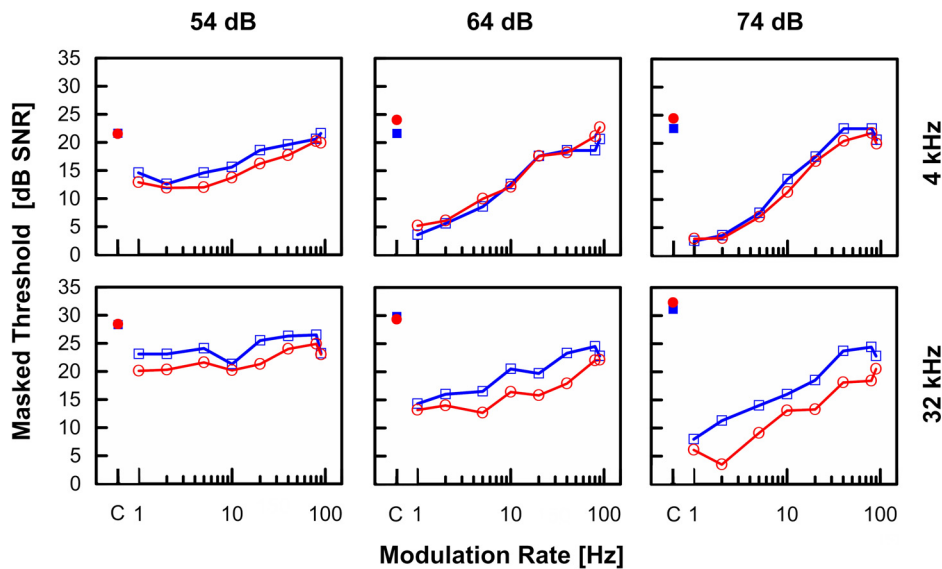 54 dB 64 dB 74 dB
Masked Threshold [dB SNR]
35
30
25
20
15
10
5
0
4 kHz
35
30
25
20
15
10
5
0
32 kHz
C 1 10 100 C 1 10 100 C 1 10 100
Modulation Rate [Hz]